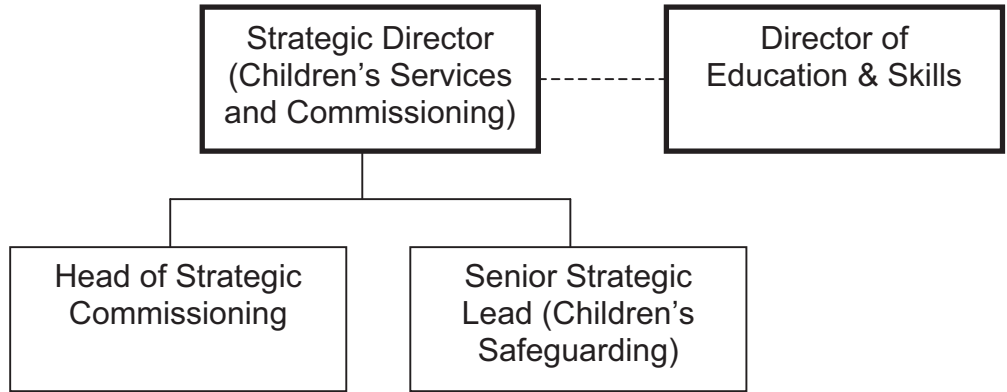 Strategic Director
(Children’s Services
and Commissioning)
Director of
Education & Skills
Head of Strategic
Commissioning
Senior Strategic
Lead (Children’s
Safeguarding)